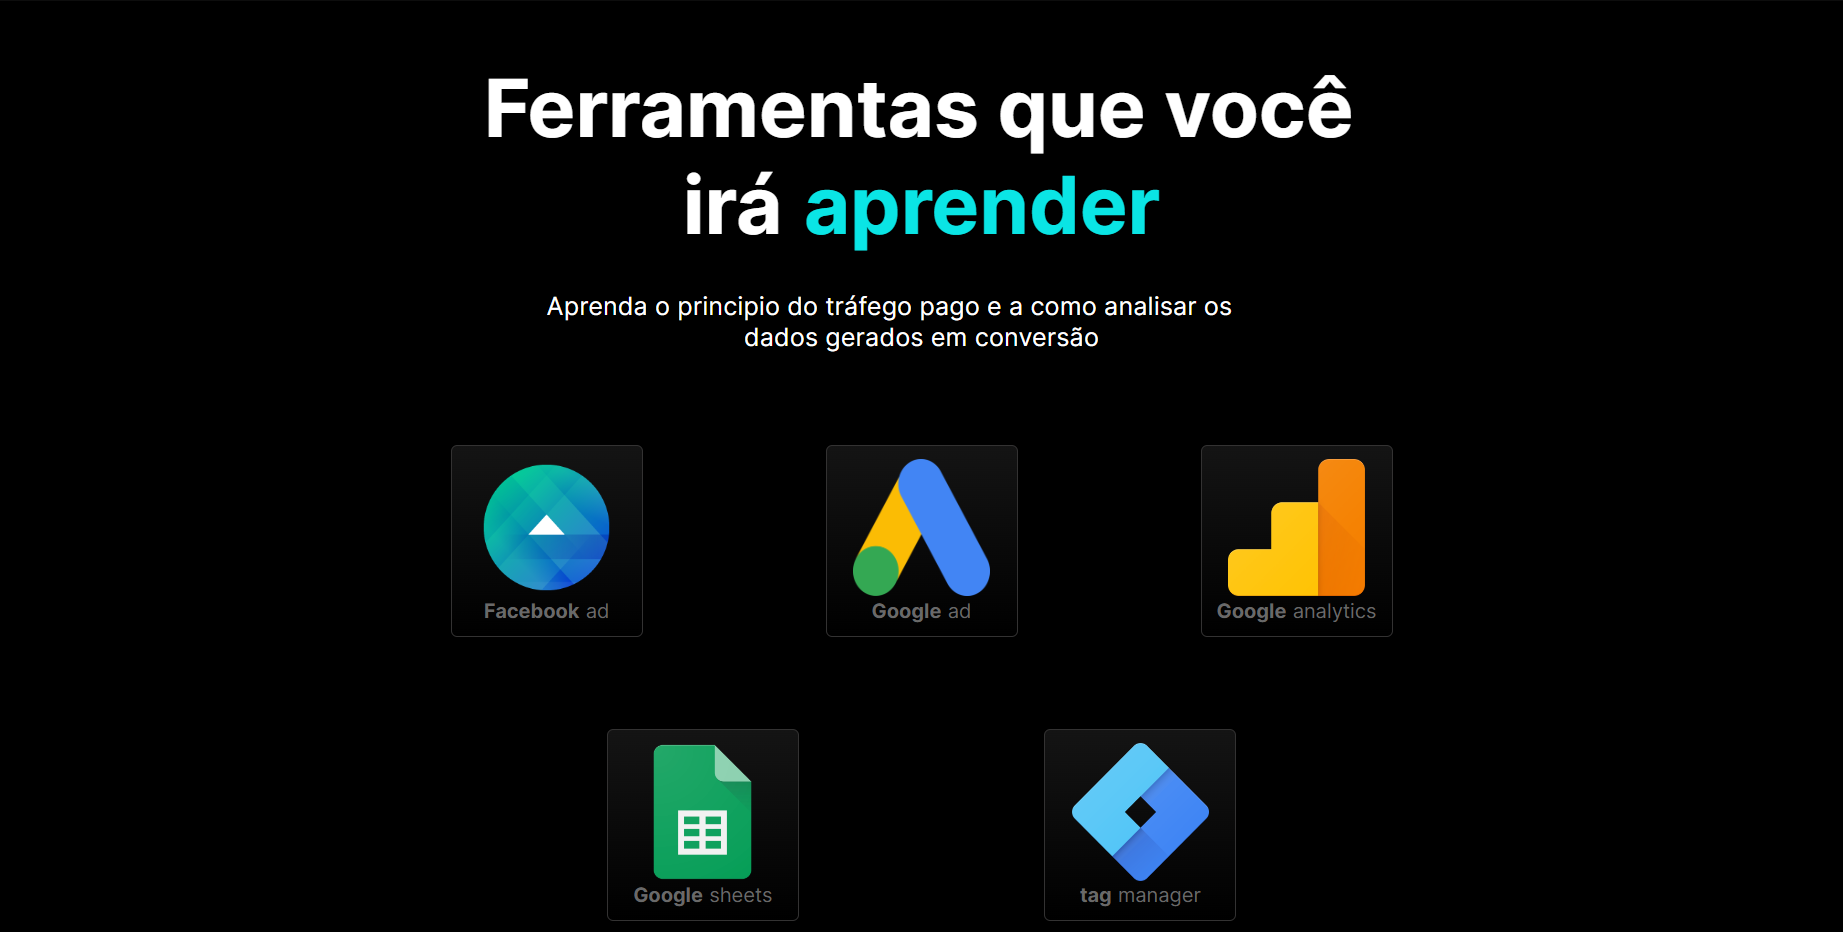 Ferramentas que você
irá aprender
Aprenda o principio do tráfego pago e a como analisar os
dados gerados em conversão
Facebook ad
Google ad
Google analytics
Google sheets
tag manager